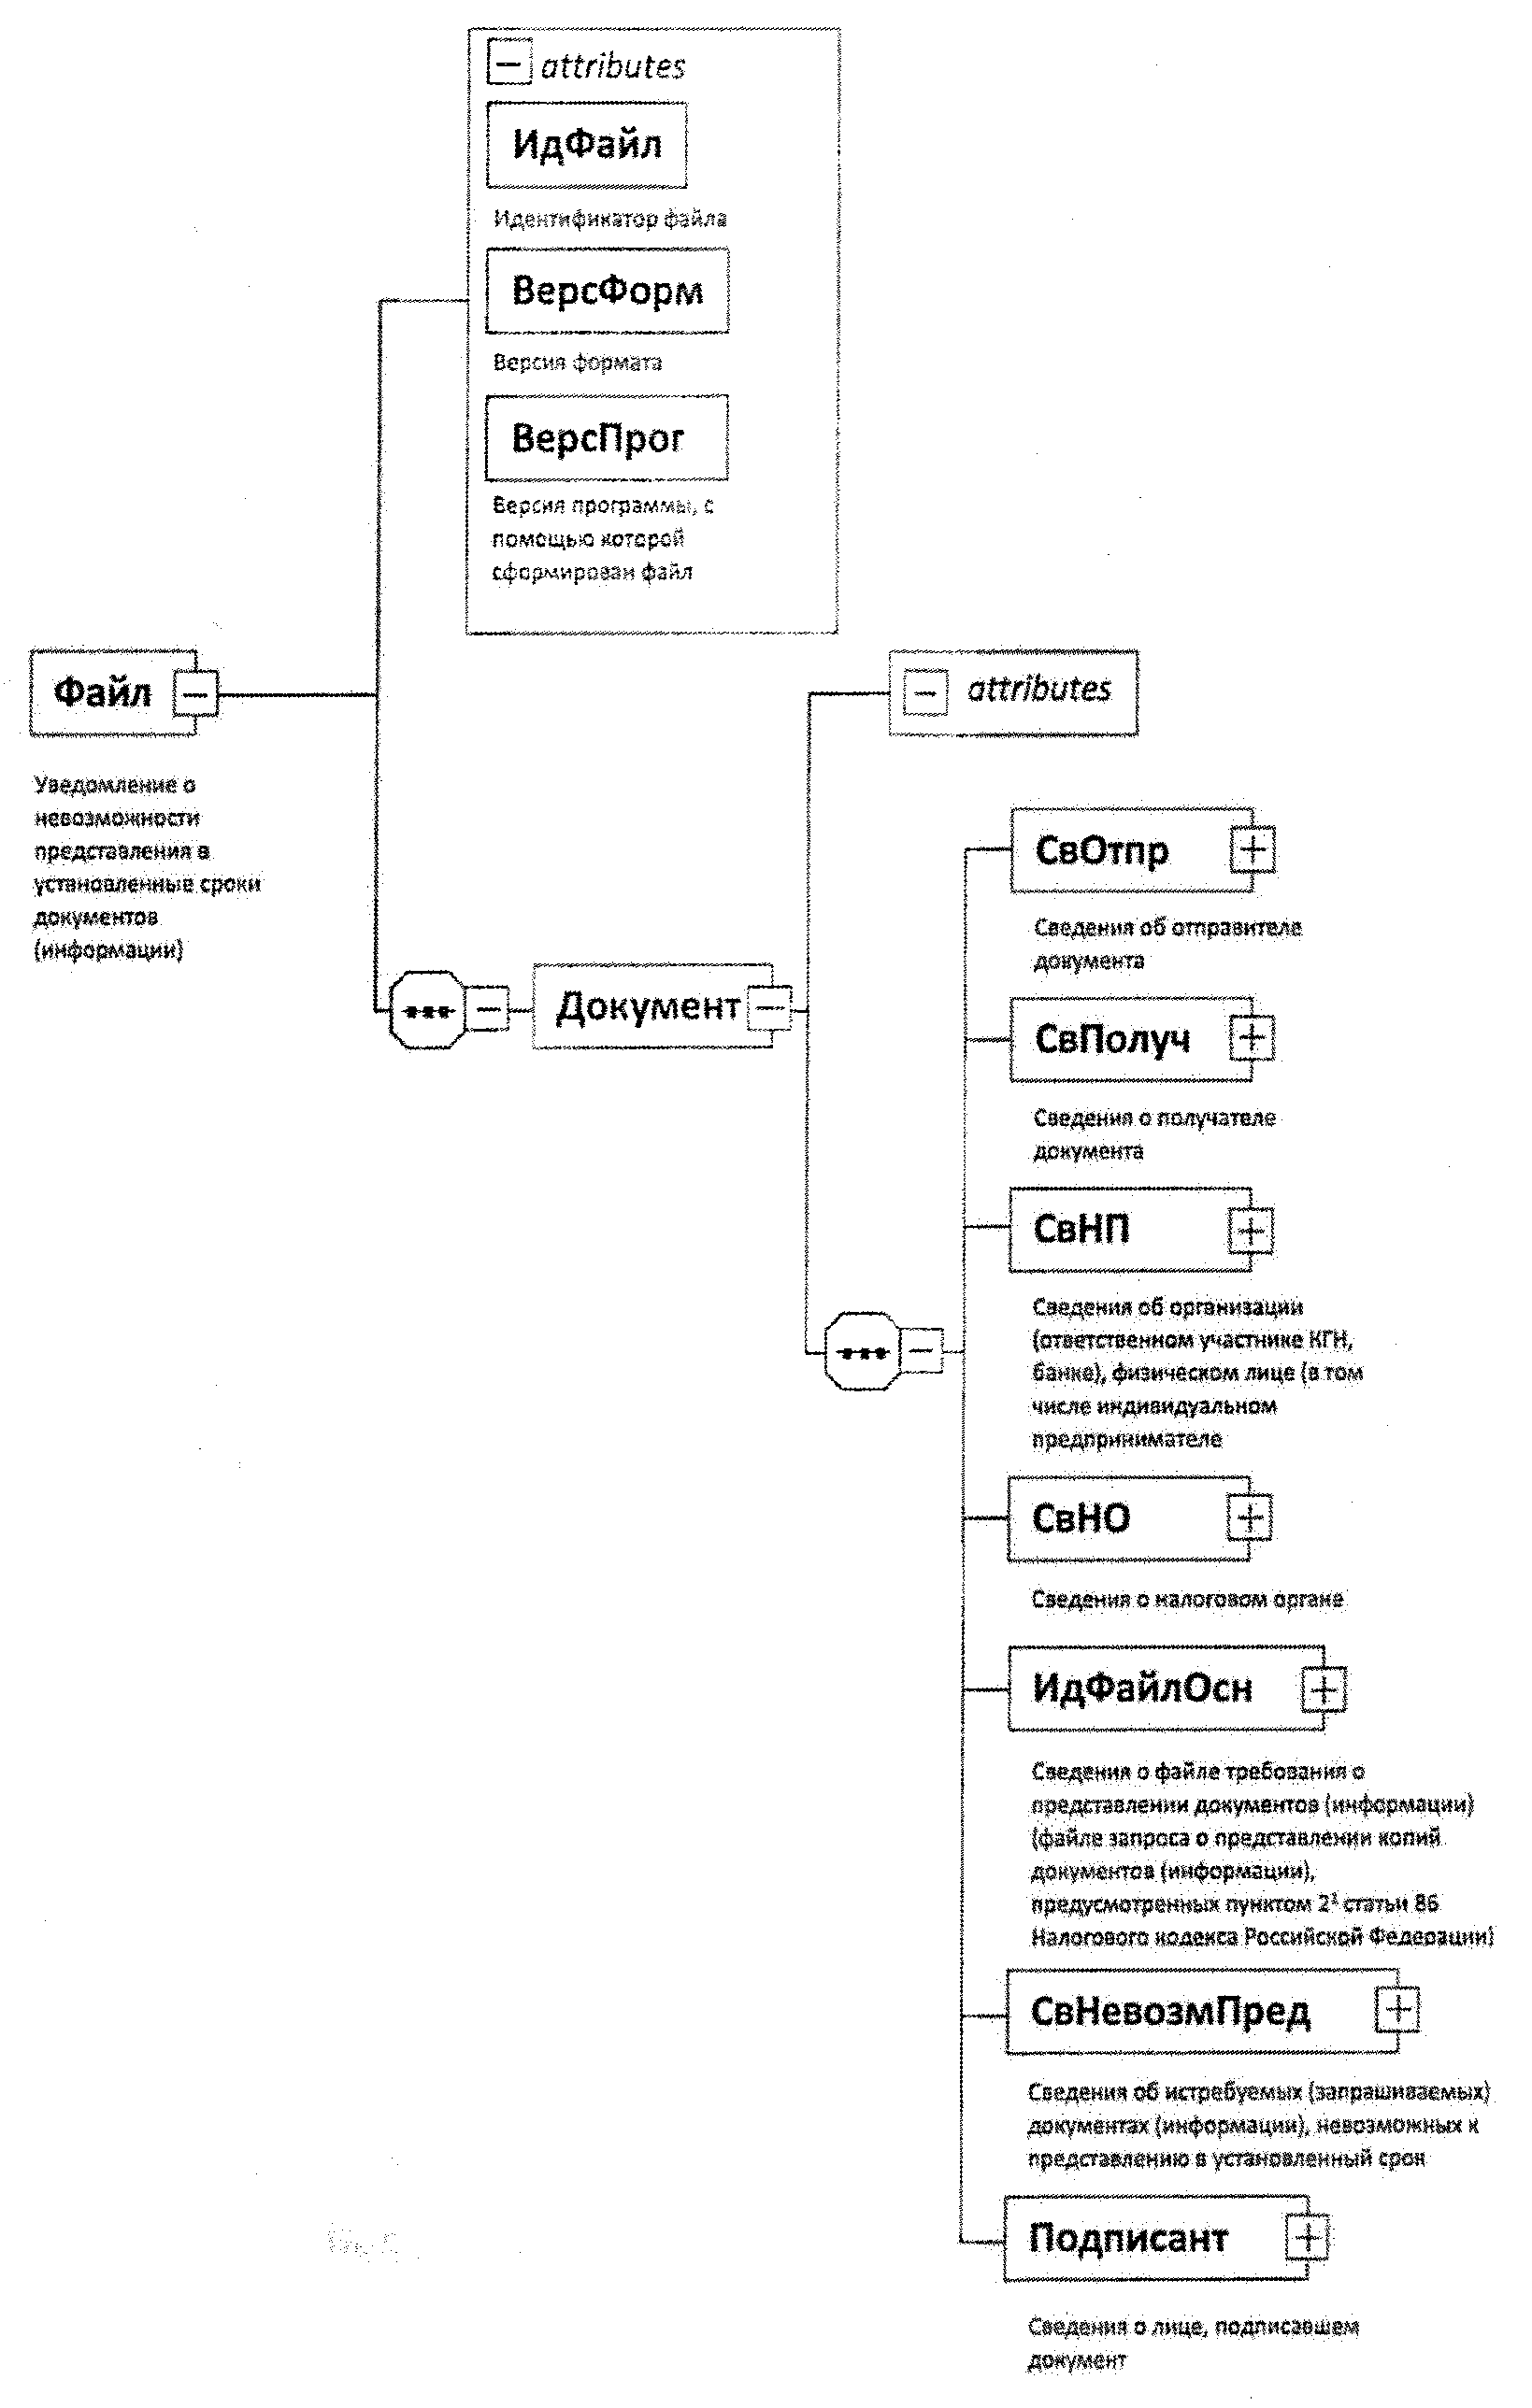 attributes
ИдФайл
Идентификатор файла
ВерсФорм
Версия формата
ВерсПрог
Версия программы, с
помощью которой
сформирован файл
Файл
Уведомление о
невозможности
представления в
установленные сроки
документов
(информации)
Документ
attributes
СвОтпр
Сведения об отправителе
документа
СвПолуч
Сведения о получателе
документа
СвНП
Сведения об организации
(ответственном участнике КГН,
банке), физическом лице (в том
числе индивидуальном
предпринимателе
СвНО
Сведения о налоговом органе
ИдФайлОсн
Сведения о файле требования о
представлении документов (информации)
(файле запроса о представлении копий
документов (информации),
предусмотренных пунктом 2¹ статьи 86
Налогового кодекса Российской Федерации)
СвНевозмПред
Сведения об истребуемых (запрашиваемых)
документах (информации), невозможных к
представлению в установленный срок
Подписант
Сведения о лице, подписавшем
документ